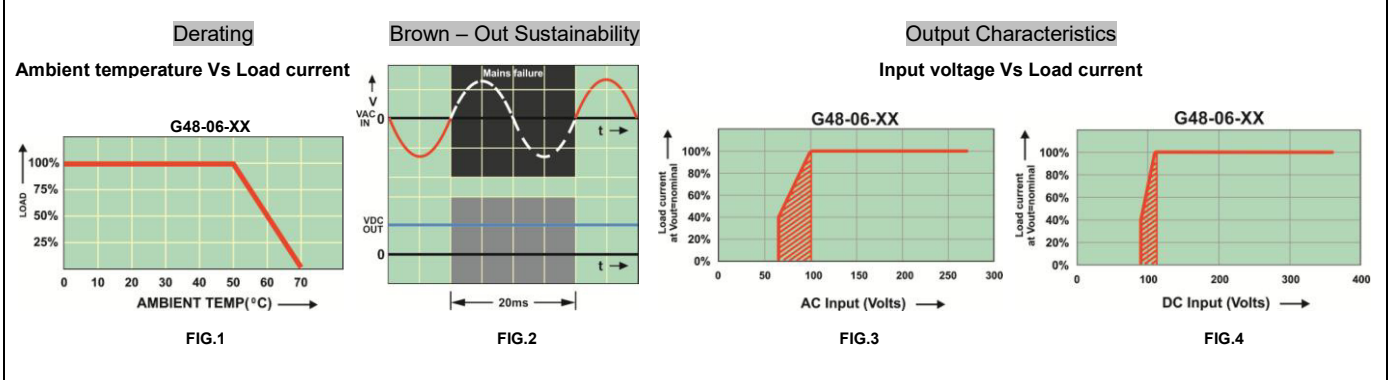 Derating
Brown – Out Sustainability
Output Characteristics
Ambient temperature Vs Load current
Input voltage Vs Load current
G48-06-XX
LOAD
100%
75%
50%
25%
0 10 20 30 40 50 60 70
AMBIENT TEMP(°C)
FIG.1
Mains failure
V
VAC IN
0
t
VDC OUT
0
t
20ms
FIG.2
G48-06-XX
Load current
at Vout=nominal
100%
80%
60%
40%
20%
0%
0 50 100 150 200 250 300
AC Input (Volts)
FIG.3
G48-06-XX
Load current
at Vout=nominal
100%
80%
60%
40%
20%
0%
0 100 200 300 400
DC Input (Volts)
FIG.4